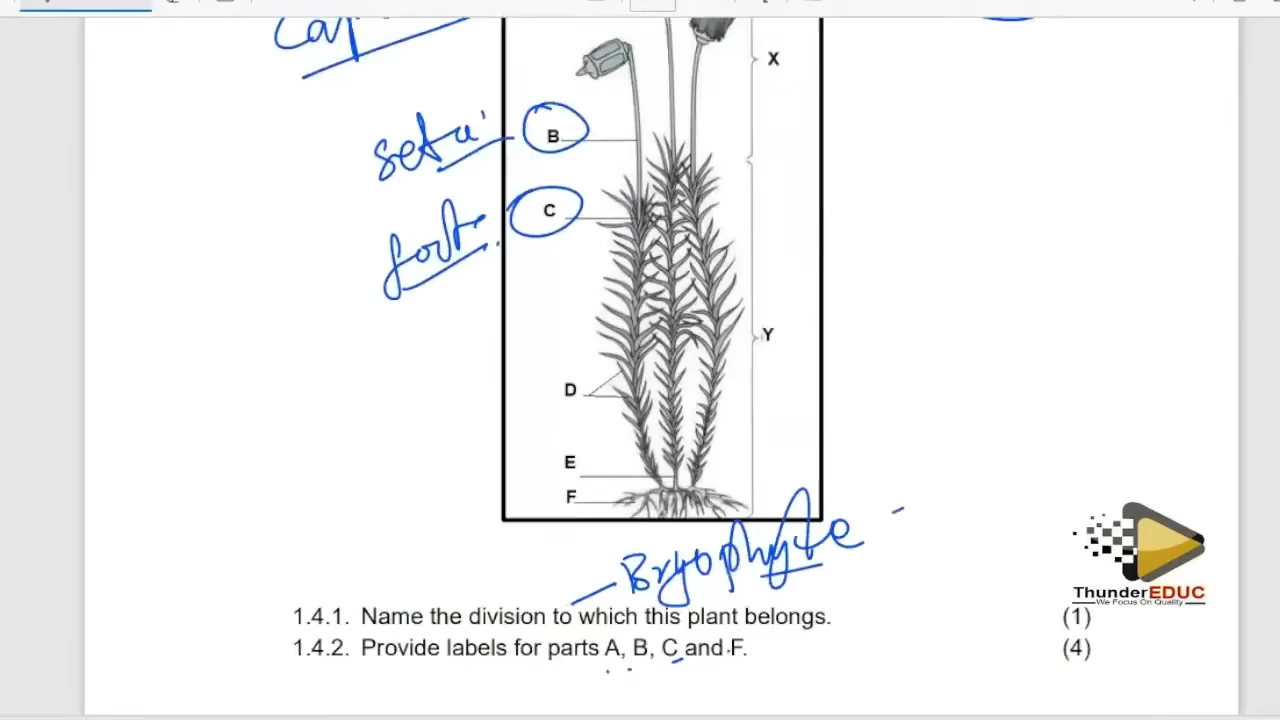 Cap
X
seta
B
foot
C
Y
D
E
F
Bryophyte
ThunderEDUC
We Focus On Quality
1.4.1. Name the division to which this plant belongs. (1)
1.4.2. Provide labels for parts A, B, C and F. (4)